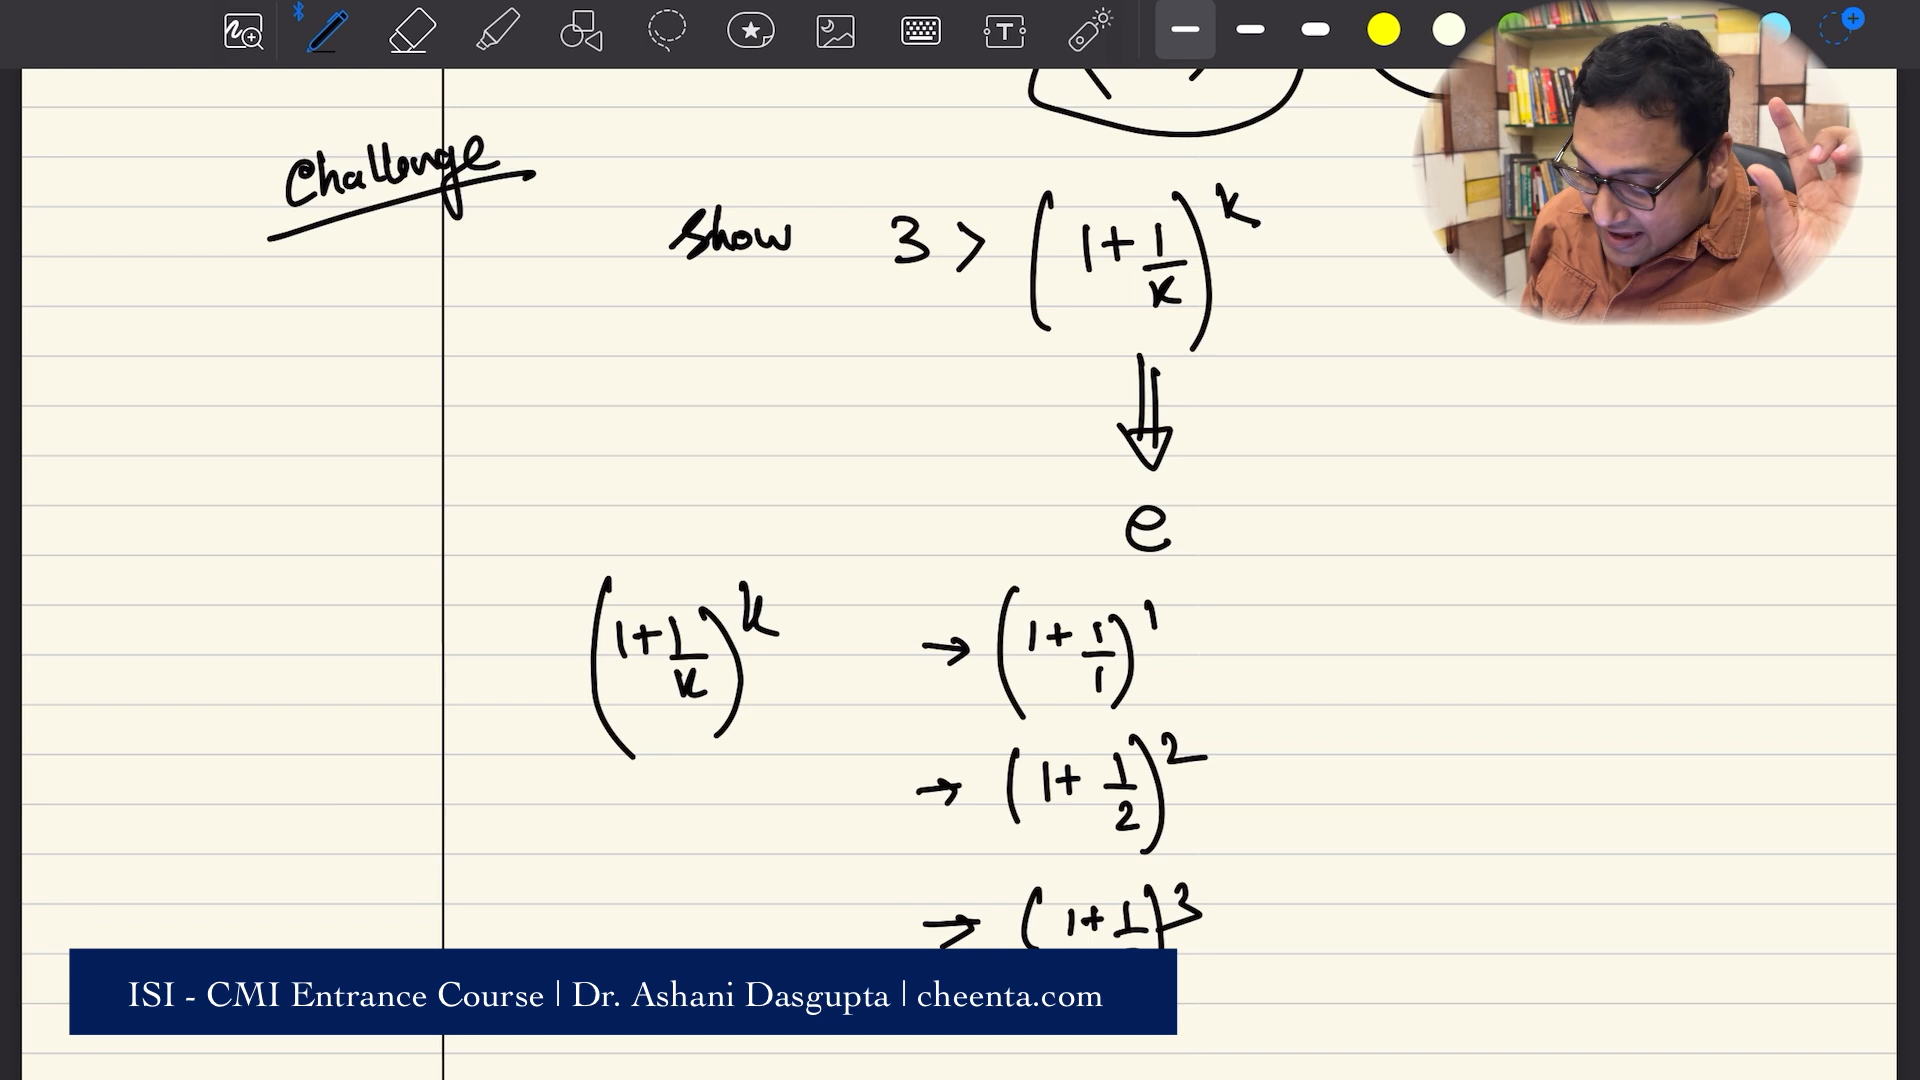 Challenge
Show 3 > (1 + 1/k)^k
⇓
e
(1 + 1/k)^k → (1 + 1/1)^1
→ (1 + 1/2)^2
→ (1 + 1/ )^3
ISI - CMI Entrance Course | Dr. Ashani Dasgupta | cheenta.com